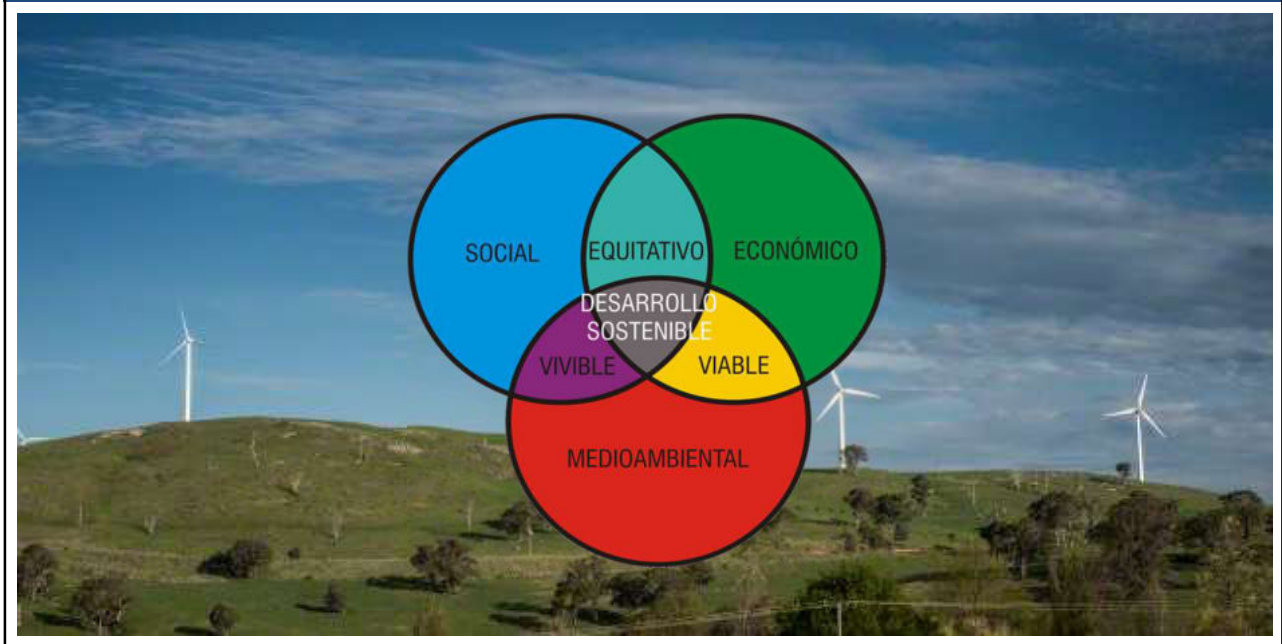 SOCIAL
EQUITATIVO
ECONÓMICO
DESARROLLO
SOSTENIBLE
VIVIBLE
VIABLE
MEDIOAMBIENTAL